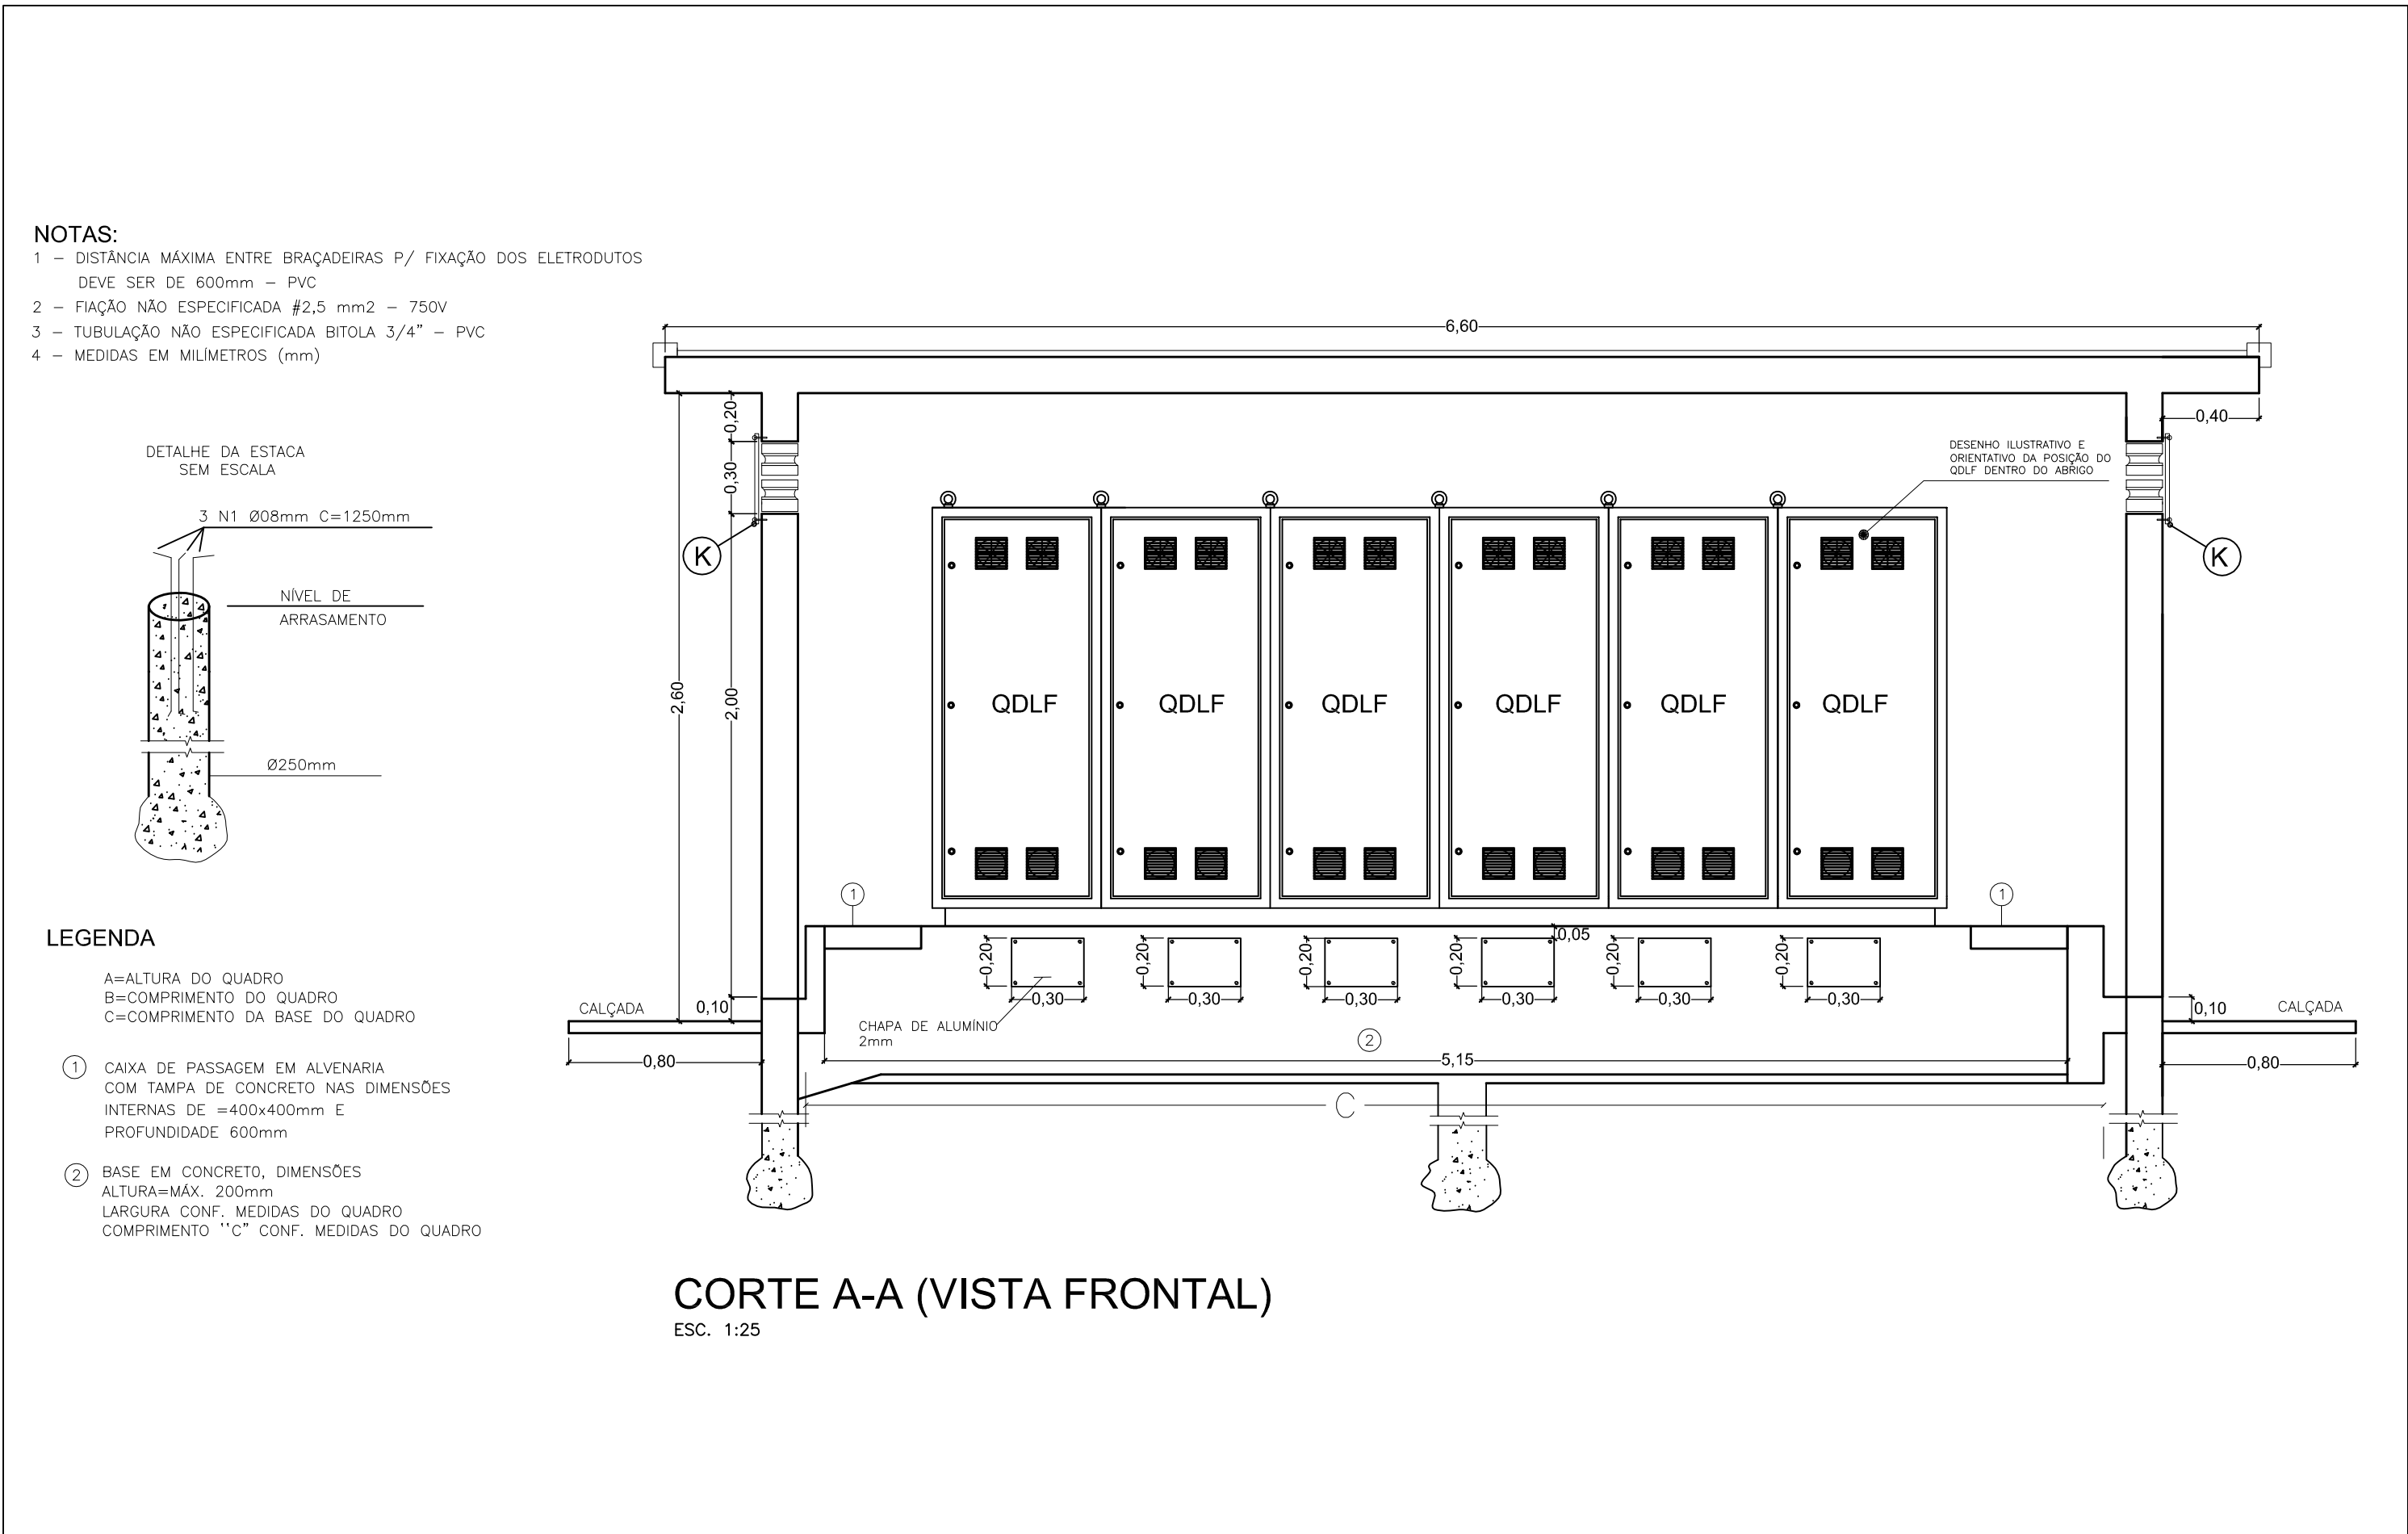 NOTAS:
1 – DISTÂNCIA MÁXIMA ENTRE BRAÇADEIRAS P/ FIXAÇÃO DOS ELETRODUTOS
DEVE SER DE 600mm – PVC
2 – FIAÇÃO NÃO ESPECIFICADA #2,5 mm2 – 750V
3 – TUBULAÇÃO NÃO ESPECIFICADA BITOLA 3/4" – PVC
4 – MEDIDAS EM MILÍMETROS (mm)
DETALHE DA ESTACA
SEM ESCALA
3 N1 Ø08mm C=1250mm
NÍVEL DE
ARRASAMENTO
Ø250mm
LEGENDA
A=ALTURA DO QUADRO
B=COMPRIMENTO DO QUADRO
C=COMPRIMENTO DA BASE DO QUADRO
1 CAIXA DE PASSAGEM EM ALVENARIA
COM TAMPA DE CONCRETO NAS DIMENSÕES
INTERNAS DE =400x400mm E
PROFUNDIDADE 600mm
2 BASE EM CONCRETO, DIMENSÕES
ALTURA=MÁX. 200mm
LARGURA CONF. MEDIDAS DO QUADRO
COMPRIMENTO ''C" CONF. MEDIDAS DO QUADRO
6,60
0,20
0,30
0,40
2,60
2,00
K
K
DESENHO ILUSTRATIVO E
ORIENTATIVO DA POSIÇÃO DO
QDLF DENTRO DO ABRIGO
QDLF QDLF QDLF QDLF QDLF QDLF
1
1
0,05
0,20 0,20 0,20 0,20 0,20 0,20
0,30 0,30 0,30 0,30 0,30 0,30
CALÇADA
0,10
0,10
CALÇADA
CHAPA DE ALUMÍNIO
2mm
2
0,80
5,15
0,80
C
CORTE A-A (VISTA FRONTAL)
ESC. 1:25